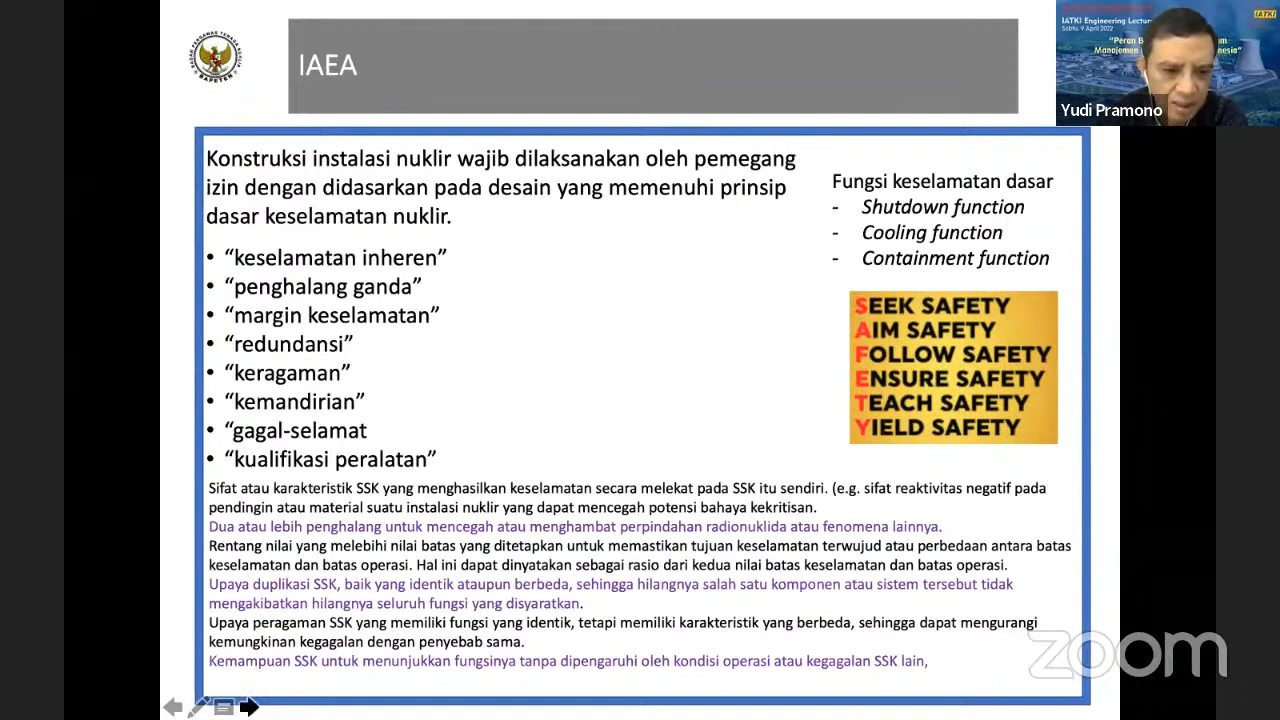 IAEA
BAPETEN
IATKI
IATKI Engineering Lectu
Sabtu, 9 April 2022
"Peran B
Manajemen
Yudi Pramono
Konstruksi instalasi nuklir wajib dilaksanakan oleh pemegang
izin dengan didasarkan pada desain yang memenuhi prinsip
dasar keselamatan nuklir.
• “keselamatan inheren”
• “penghalang ganda”
• “margin keselamatan”
• “redundansi”
• “keragaman”
• “kemandirian”
• “gagal-selamat
• “kualifikasi peralatan”
Fungsi keselamatan dasar
- Shutdown function
- Cooling function
- Containment function
SEEK SAFETY
AIM SAFETY
FOLLOW SAFETY
ENSURE SAFETY
TEACH SAFETY
YIELD SAFETY
Sifat atau karakteristik SSK yang menghasilkan keselamatan secara melekat pada SSK itu sendiri. (e.g. sifat reaktivitas negatif pada
pendingin atau material suatu instalasi nuklir yang dapat mencegah potensi bahaya kekritisan.
Dua atau lebih penghalang untuk mencegah atau menghambat perpindahan radionuklida atau fenomena lainnya.
Rentang nilai yang melebihi nilai batas yang ditetapkan untuk memastikan tujuan keselamatan terwujud atau perbedaan antara batas
keselamatan dan batas operasi. Hal ini dapat dinyatakan sebagai rasio dari kedua nilai batas keselamatan dan batas operasi.
Upaya duplikasi SSK, baik yang identik ataupun berbeda, sehingga hilangnya salah satu komponen atau sistem tersebut tidak
mengakibatkan hilangnya seluruh fungsi yang disyaratkan.
Upaya peragaman SSK yang memiliki fungsi yang identik, tetapi memiliki karakteristik yang berbeda, sehingga dapat mengurangi
kemungkinan kegagalan dengan penyebab sama.
Kemampuan SSK untuk menunjukkan fungsinya tanpa dipengaruhi oleh kondisi operasi atau kegagalan SSK lain,
zoom